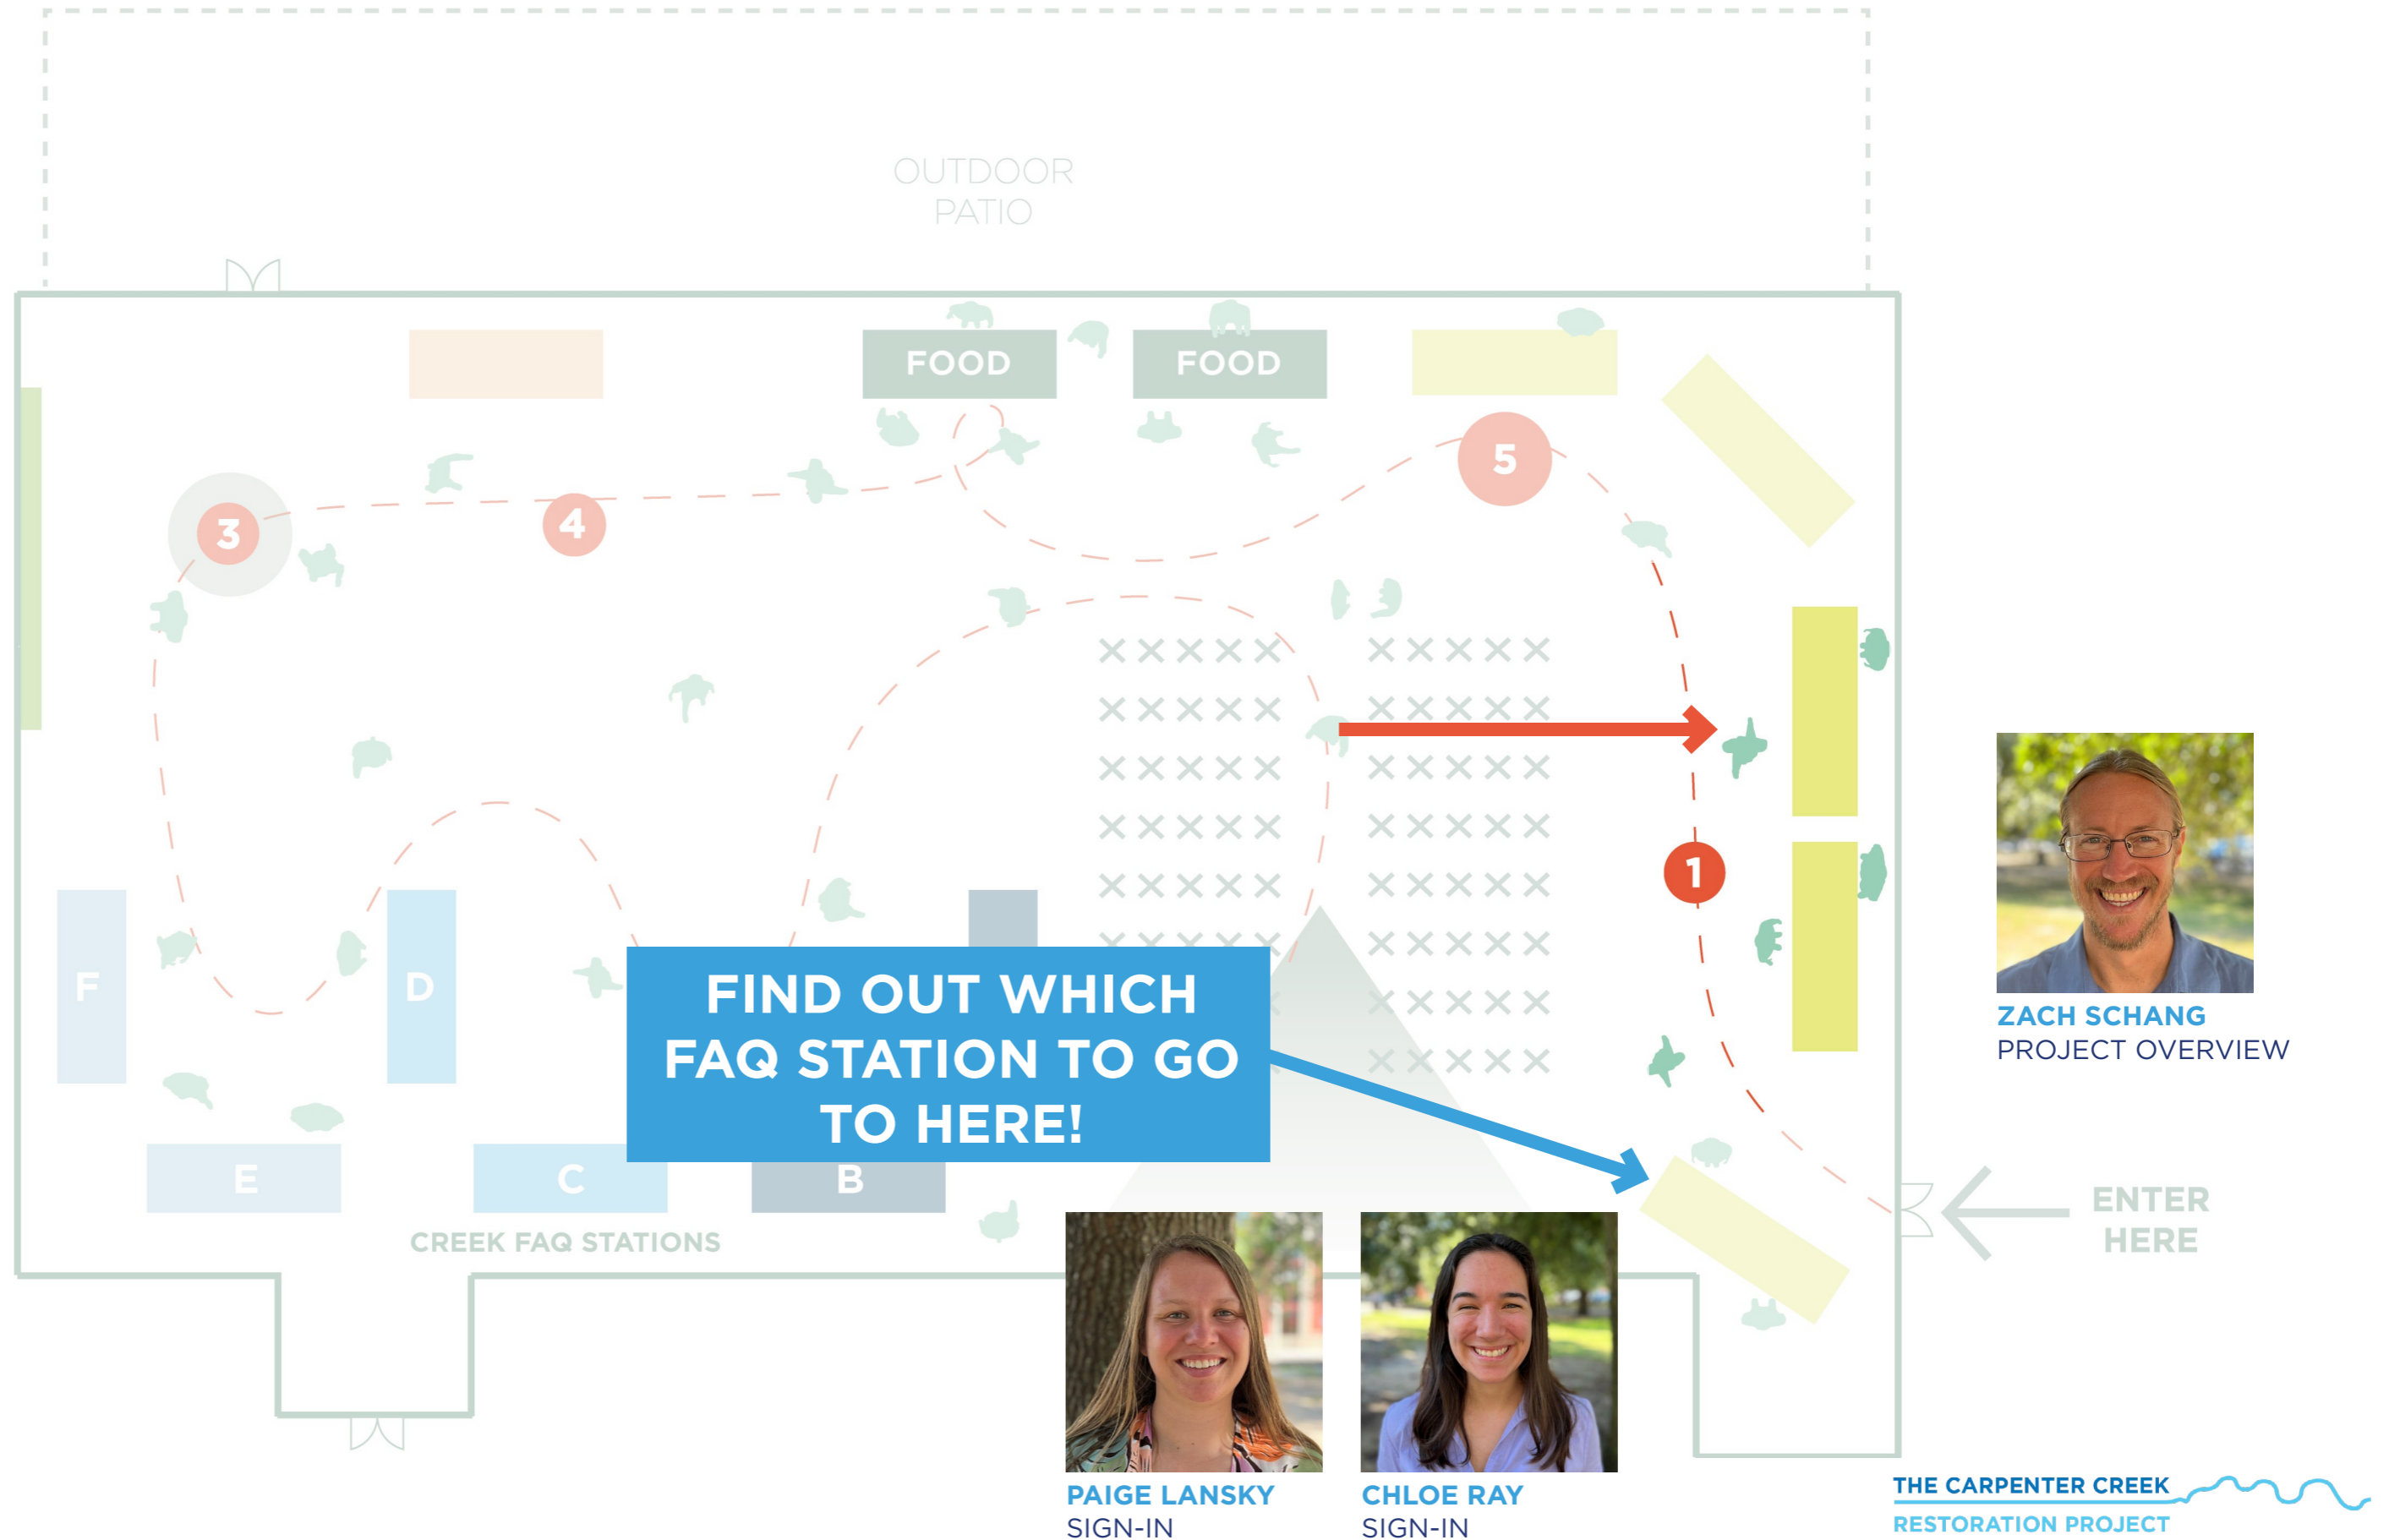 OUTDOOR
PATIO
FOOD
FOOD
5
3
4
1
F
D
FIND OUT WHICH
FAQ STATION TO GO
TO HERE!
E
C
B
CREEK FAQ STATIONS
ZACH SCHANG
PROJECT OVERVIEW
ENTER
HERE
PAIGE LANSKY
SIGN-IN
CHLOE RAY
SIGN-IN
THE CARPENTER CREEK
RESTORATION PROJECT